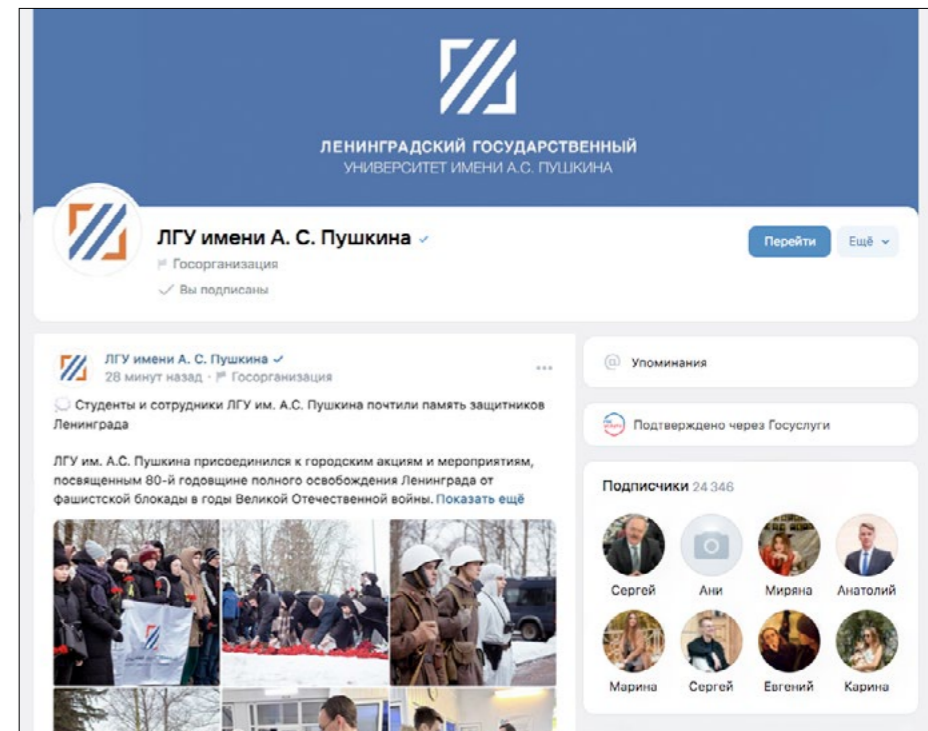 ЛЕНИНГРАДСКИЙ ГОСУДАРСТВЕННЫЙ
УНИВЕРСИТЕТ ИМЕНИ А.С. ПУШКИНА
ЛГУ имени А. С. Пушкина
Госорганизация
Вы подписаны
Перейти
Ещё
ЛГУ имени А. С. Пушкина
28 минут назад · Госорганизация
Студенты и сотрудники ЛГУ им. А.С. Пушкина почтили память защитников
Ленинграда
ЛГУ им. А.С. Пушкина присоединился к городским акциям и мероприятиям,
посвященным 80-й годовщине полного освобождения Ленинграда от
фашистской блокады в годы Великой Отечественной войны. Показать ещё
Упоминания
Подтверждено через Госуслуги
Подписчики 24 346
Сергей Ани Миряна Анатолий
Марина Сергей Евгений Карина